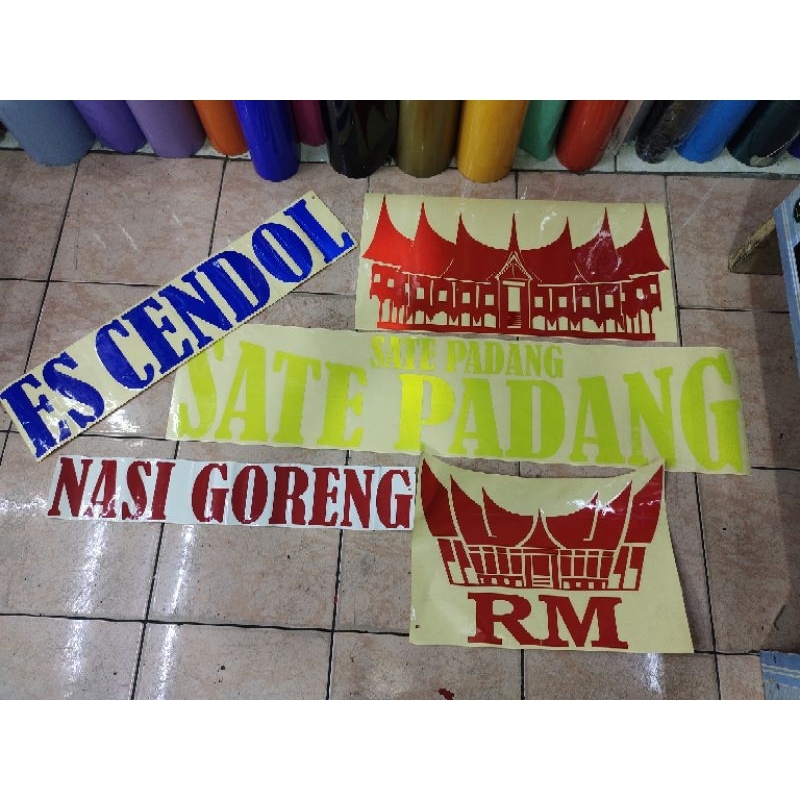 ES CENDOL
SATE PADANG
SATE PADANG
NASI GORENG
RM